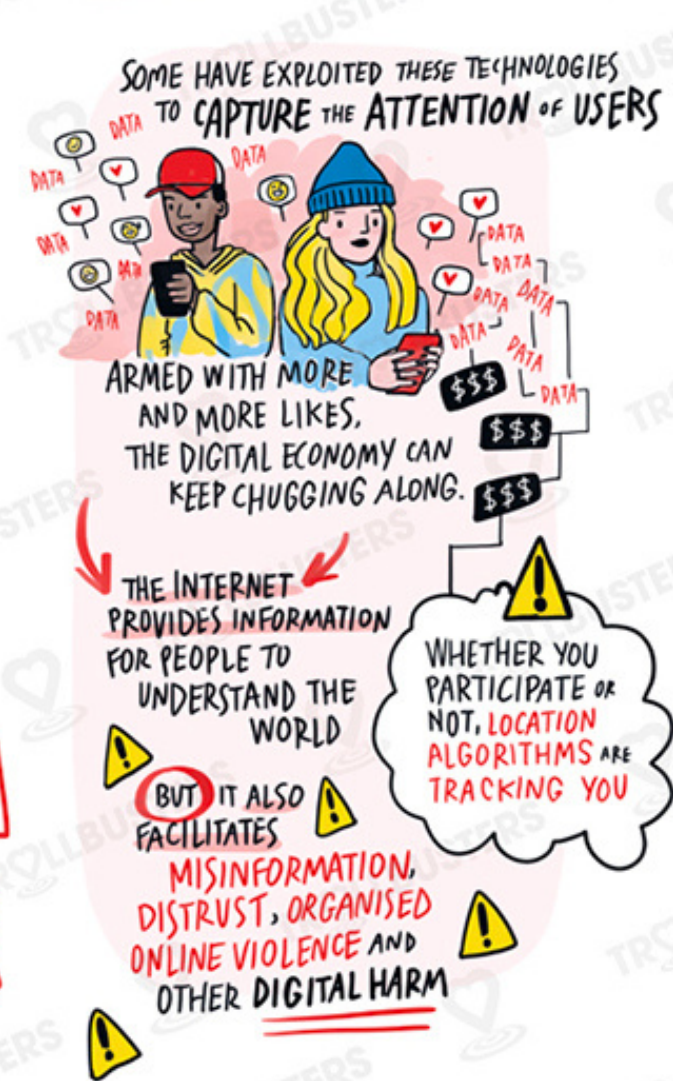 SOME HAVE EXPLOITED THESE TECHNOLOGIES
TO CAPTURE THE ATTENTION OF USERS
DATA
DATA
DATA
DATA
DATA
DATA
DATA
DATA
DATA
DATA
DATA
DATA
DATA
$$$
$$$
$$$
ARMED WITH MORE
AND MORE LIKES,
THE DIGITAL ECONOMY CAN
KEEP CHUGGING ALONG.
THE INTERNET
PROVIDES INFORMATION
FOR PEOPLE TO
UNDERSTAND THE
WORLD
WHETHER YOU
PARTICIPATE OR
NOT, LOCATION
ALGORITHMS ARE
TRACKING YOU
BUT IT ALSO
FACILITATES
MISINFORMATION,
DISTRUST, ORGANISED
ONLINE VIOLENCE AND
OTHER DIGITAL HARM
TROLLBUSTERS